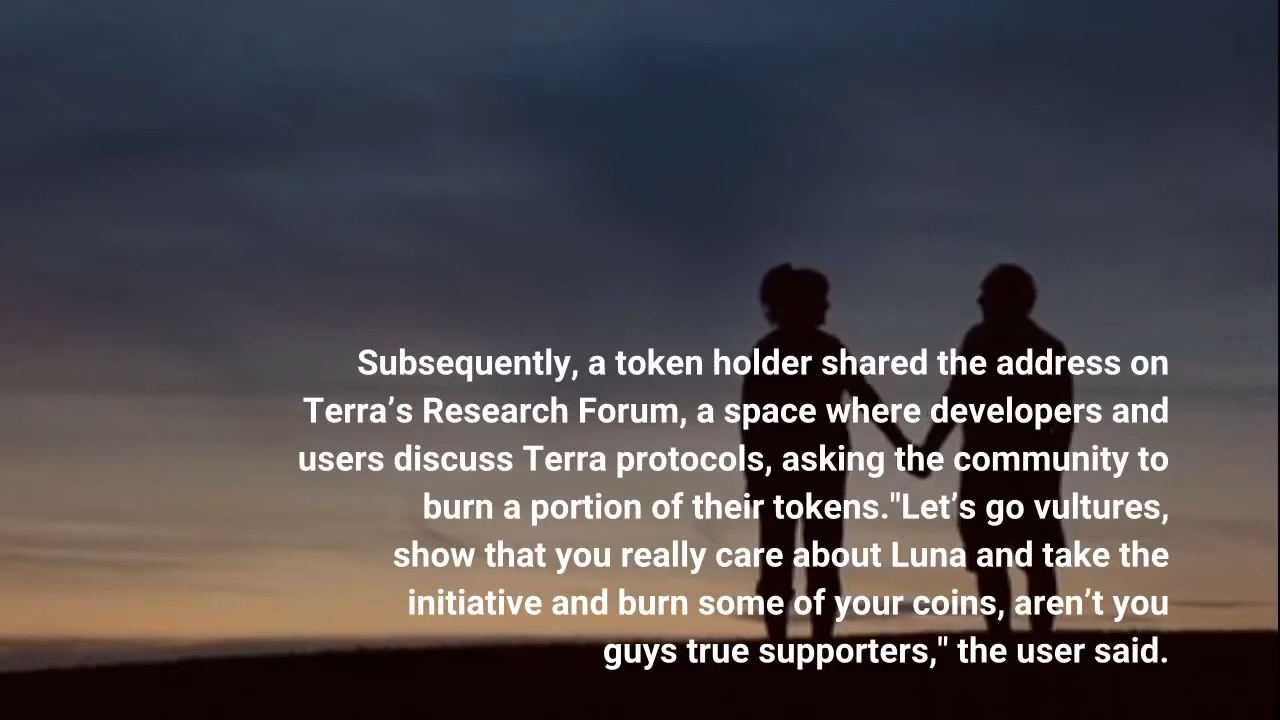 Subsequently, a token holder shared the address on
Terra’s Research Forum, a space where developers and
users discuss Terra protocols, asking the community to
burn a portion of their tokens."Let’s go vultures,
show that you really care about Luna and take the
initiative and burn some of your coins, aren’t you
guys true supporters," the user said.